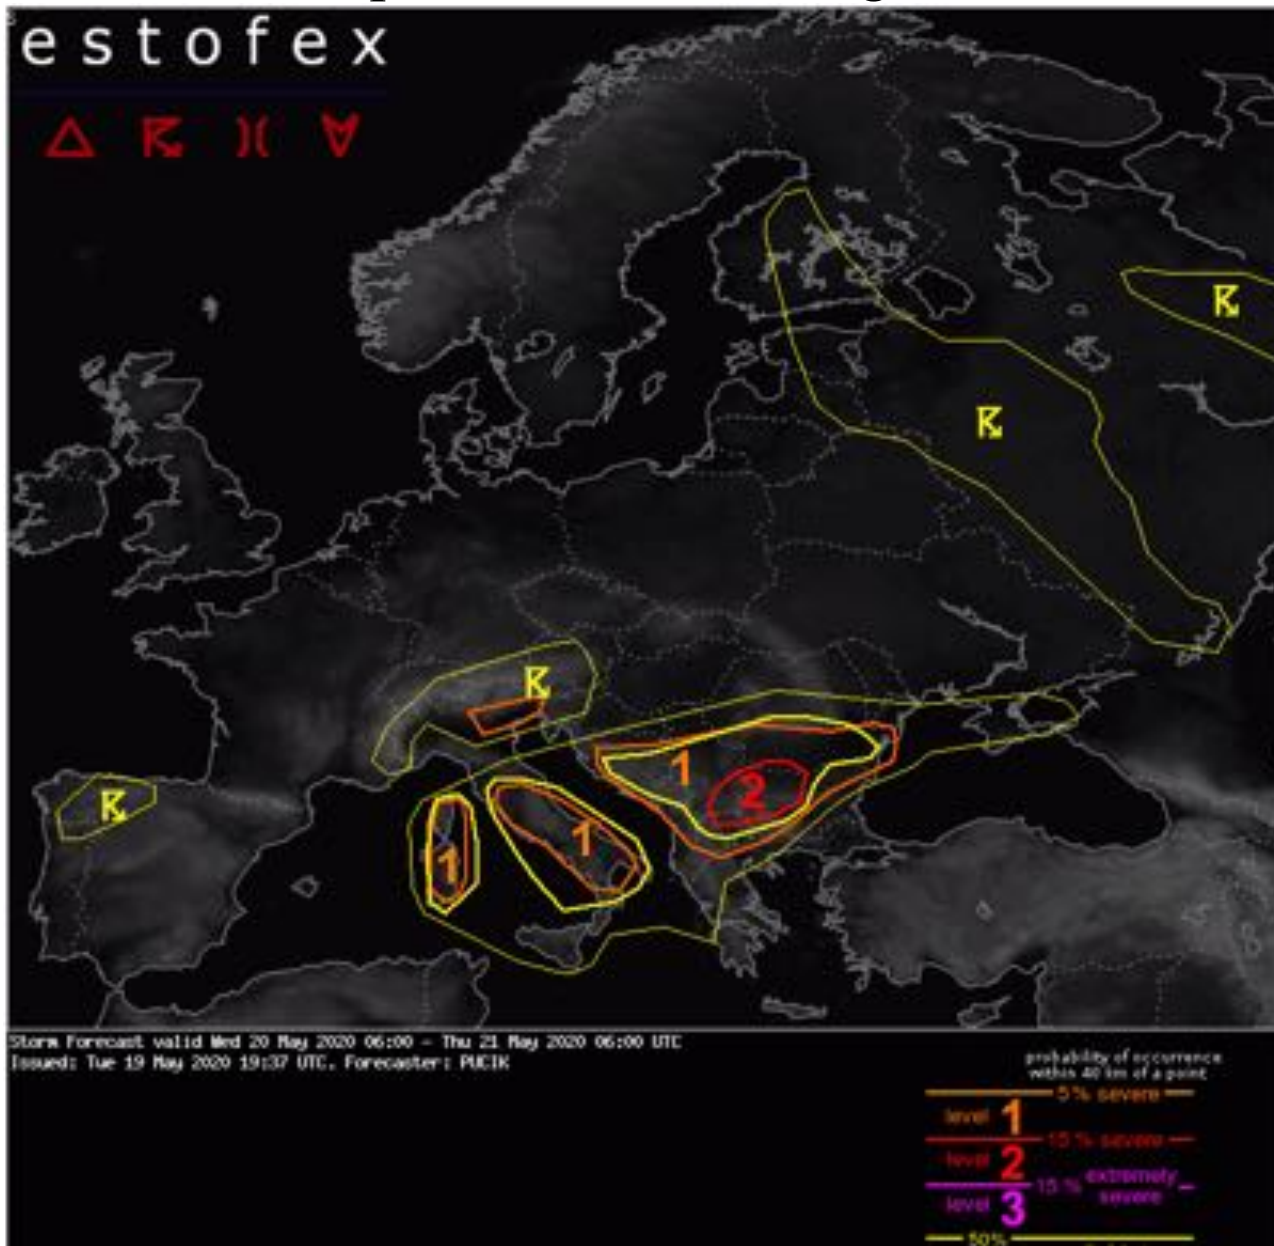 e s t o f e x
1
2
1
1
Storm Forecast valid Wed 20 May 2020 06:00 - Thu 21 May 2020 06:00 UTC
Issued: Tue 19 May 2020 19:37 UTC. Forecaster: PUCIK
probability of occurrence
within 40 km of a point
5% severe
level 1
15 % severe
level 2
15 % extremely
severe
level 3
50%